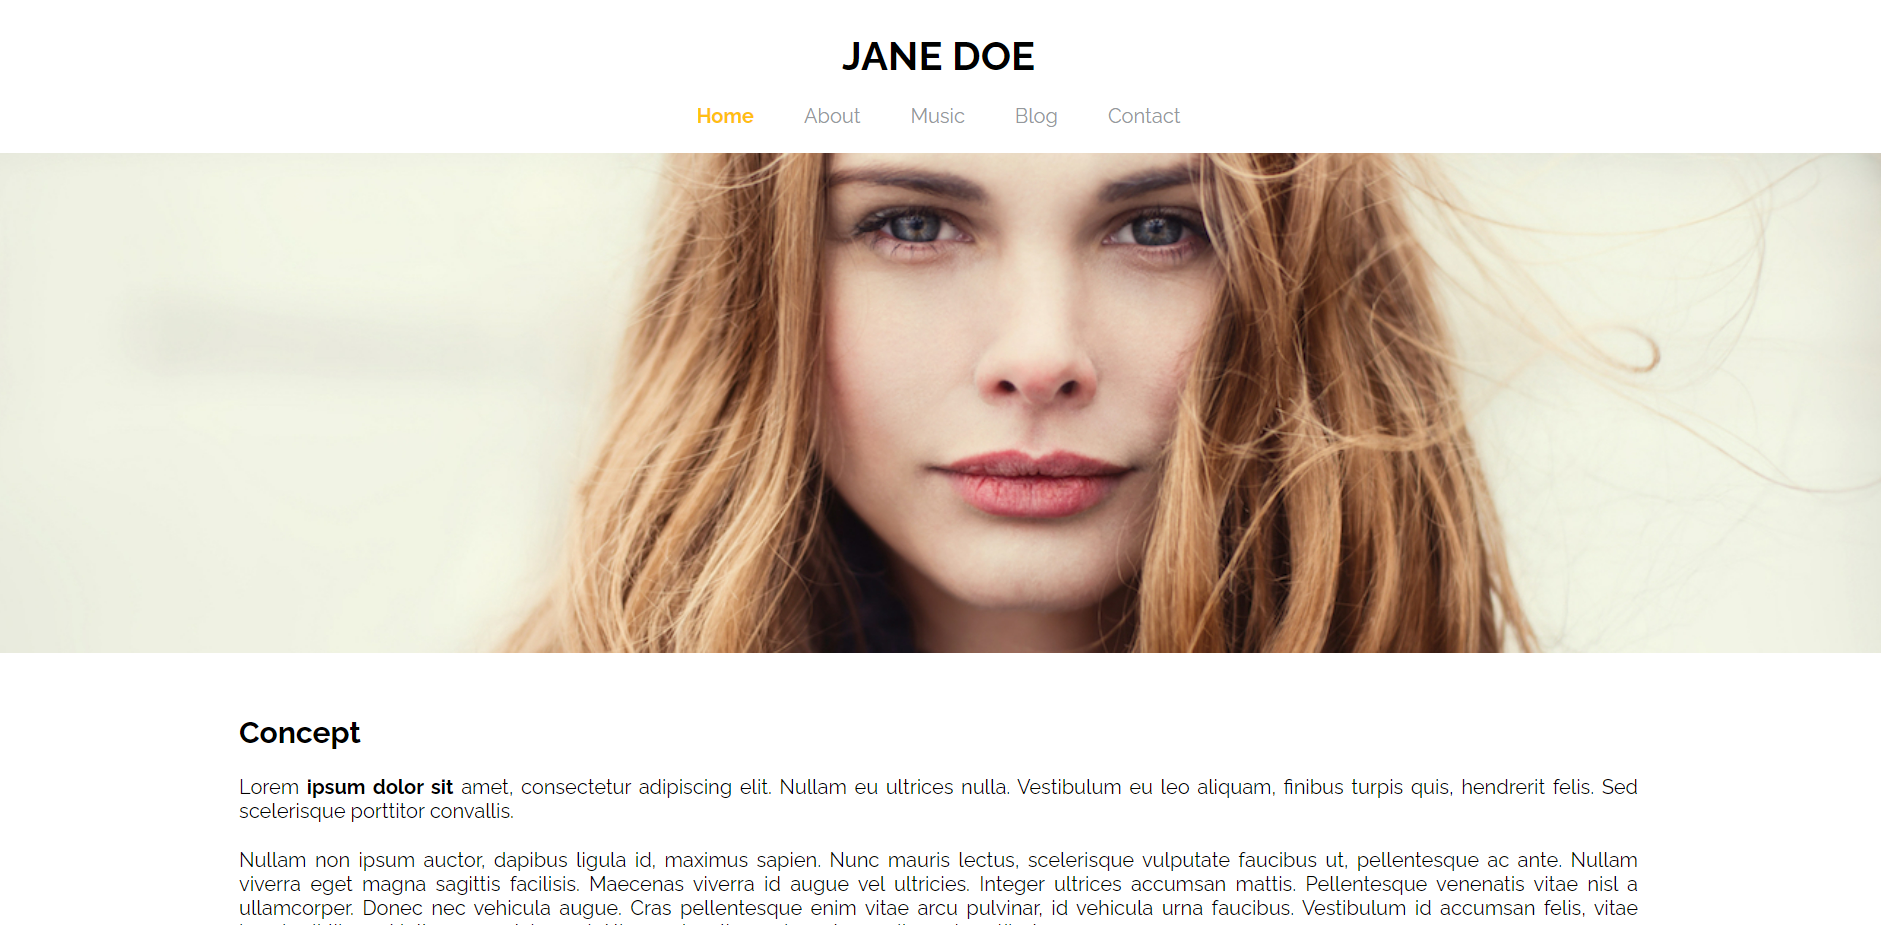 JANE DOE
Home About Music Blog Contact
Concept
Lorem ipsum dolor sit amet, consectetur adipiscing elit. Nullam eu ultrices nulla. Vestibulum eu leo aliquam, finibus turpis quis, hendrerit felis. Sed
scelerisque porttitor convallis.
Nullam non ipsum auctor, dapibus ligula id, maximus sapien. Nunc mauris lectus, scelerisque vulputate faucibus ut, pellentesque ac ante. Nullam
viverra eget magna sagittis facilisis. Maecenas viverra id augue vel ultricies. Integer ultrices accumsan mattis. Pellentesque venenatis vitae nisl a
ullamcorper. Donec nec vehicula augue. Cras pellentesque enim vitae arcu pulvinar, id vehicula urna faucibus. Vestibulum id accumsan felis, vitae